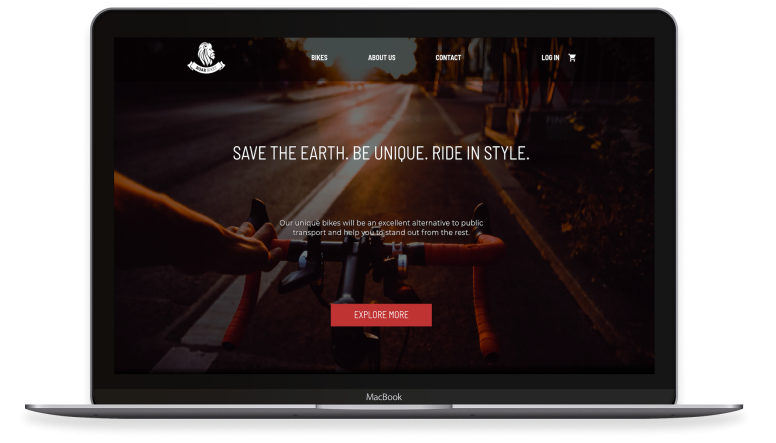 ROAR
BIKES
ABOUT US
CONTACT
LOG IN
SAVE THE EARTH. BE UNIQUE. RIDE IN STYLE.
Our unique bikes will be an excellent alternative to public
transport and help you to stand out from the rest.
EXPLORE MORE
MacBook